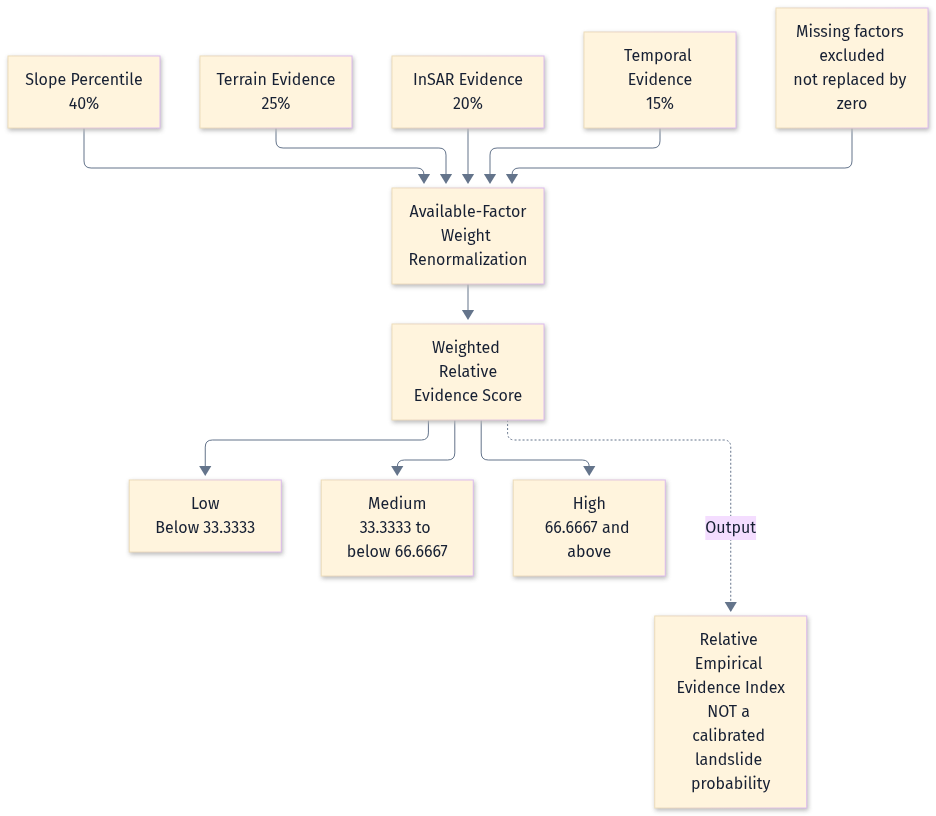 Slope Percentile
40%
Terrain Evidence
25%
InSAR Evidence
20%
Temporal
Evidence
15%
Missing factors
excluded
not replaced by
zero
Available-Factor
Weight
Renormalization
Weighted
Relative
Evidence Score
Low
Below 33.3333
Medium
33.3333 to
below 66.6667
High
66.6667 and
above
Output
Relative
Empirical
Evidence Index
NOT a
calibrated
landslide
probability